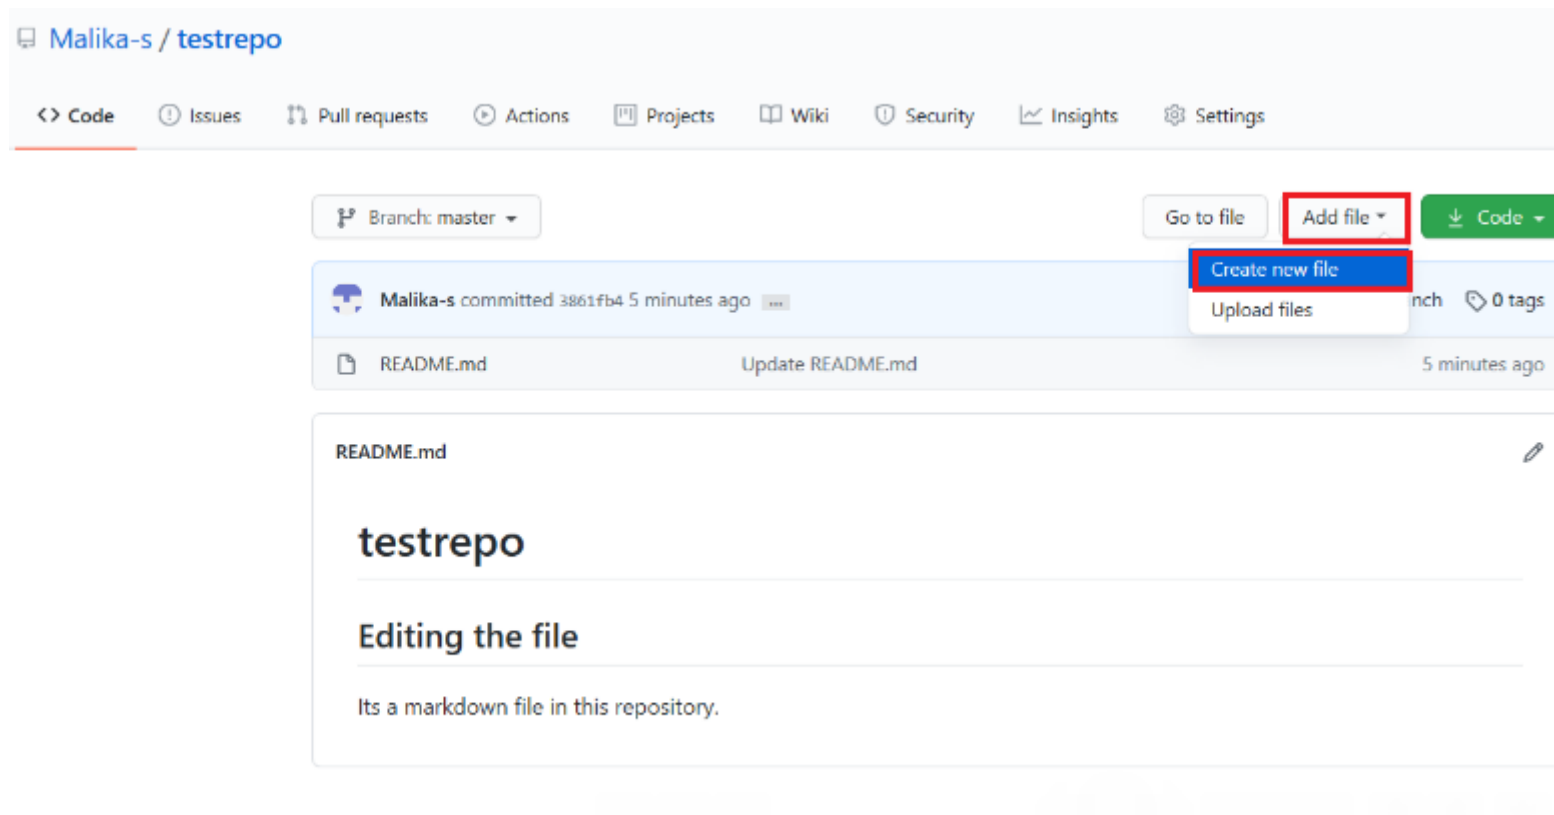 Malika-s / testrepo
Code Issues Pull requests Actions Projects Wiki Security Insights Settings
Branch: master Go to file Add file Code
Create new file
Malika-s committed 3861fb4 5 minutes ago ... 0 tags
Upload files
README.md Update README.md 5 minutes ago
README.md
testrepo
Editing the file
Its a markdown file in this repository.